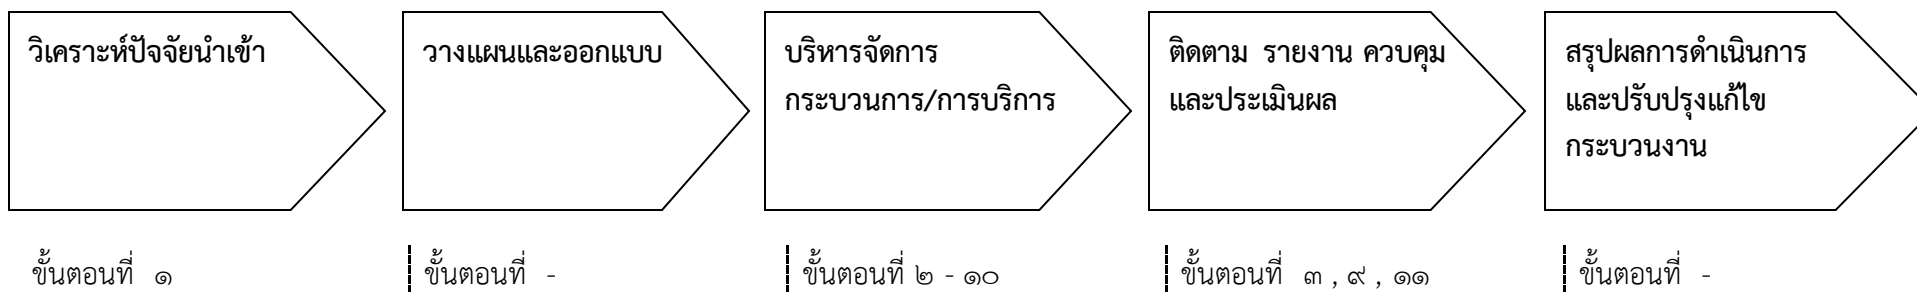 วิเคราะห์ปัจจัยนำเข้า
วางแผนและออกแบบ
บริหารจัดการ
กระบวนการ/การบริการ
ติดตาม รายงาน ควบคุม
และประเมินผล
สรุปผลการดำเนินการ
และปรับปรุงแก้ไข
กระบวนงาน
ขั้นตอนที่ ๑
ขั้นตอนที่ -
ขั้นตอนที่ ๒ - ๑๐
ขั้นตอนที่ ๓ , ๙ , ๑๑
ขั้นตอนที่ -